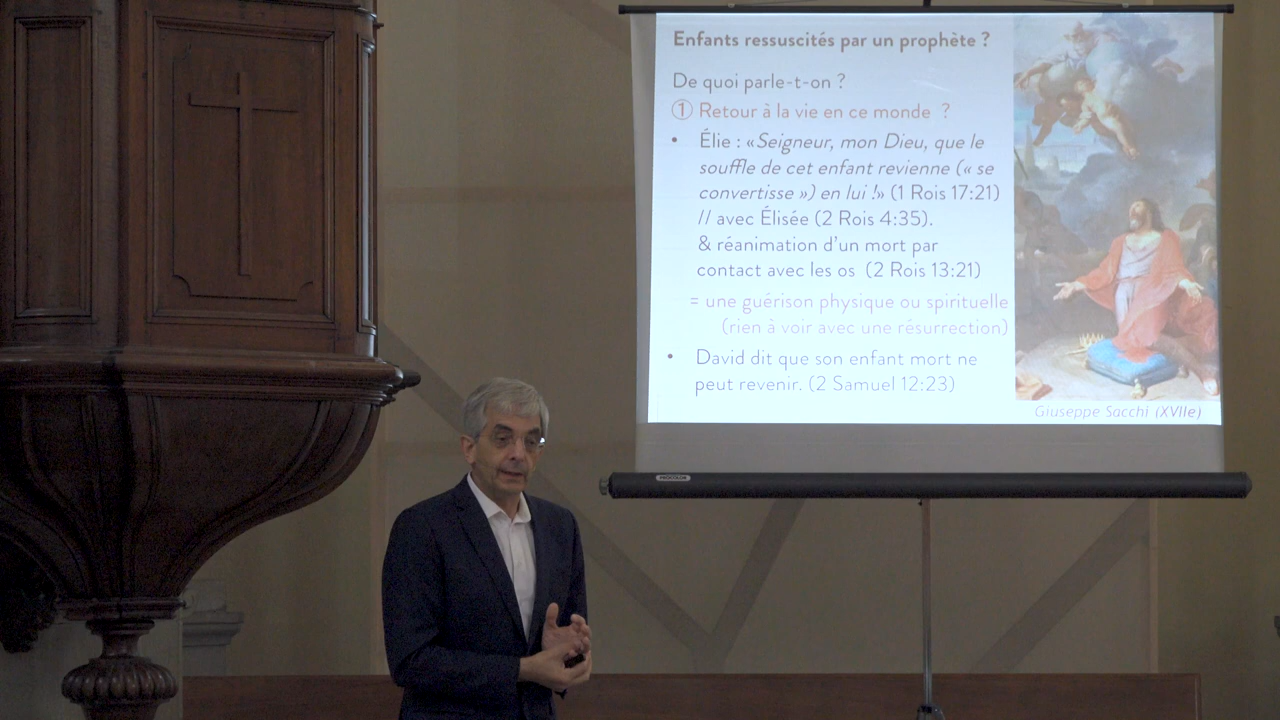 Enfants ressuscités par un prophète ?
De quoi parle-t-on ?
① Retour à la vie en ce monde ?
• Élie : «Seigneur, mon Dieu, que le
souffle de cet enfant revienne (« se
convertisse ») en lui !» (1 Rois 17:21)
// avec Élisée (2 Rois 4:35).
& réanimation d'un mort par
contact avec les os (2 Rois 13:21)
= une guérison physique ou spirituelle
(rien à voir avec une résurrection)
• David dit que son enfant mort ne
peut revenir. (2 Samuel 12:23)
Giuseppe Sacchi (XVIIe)
PROCOLOR